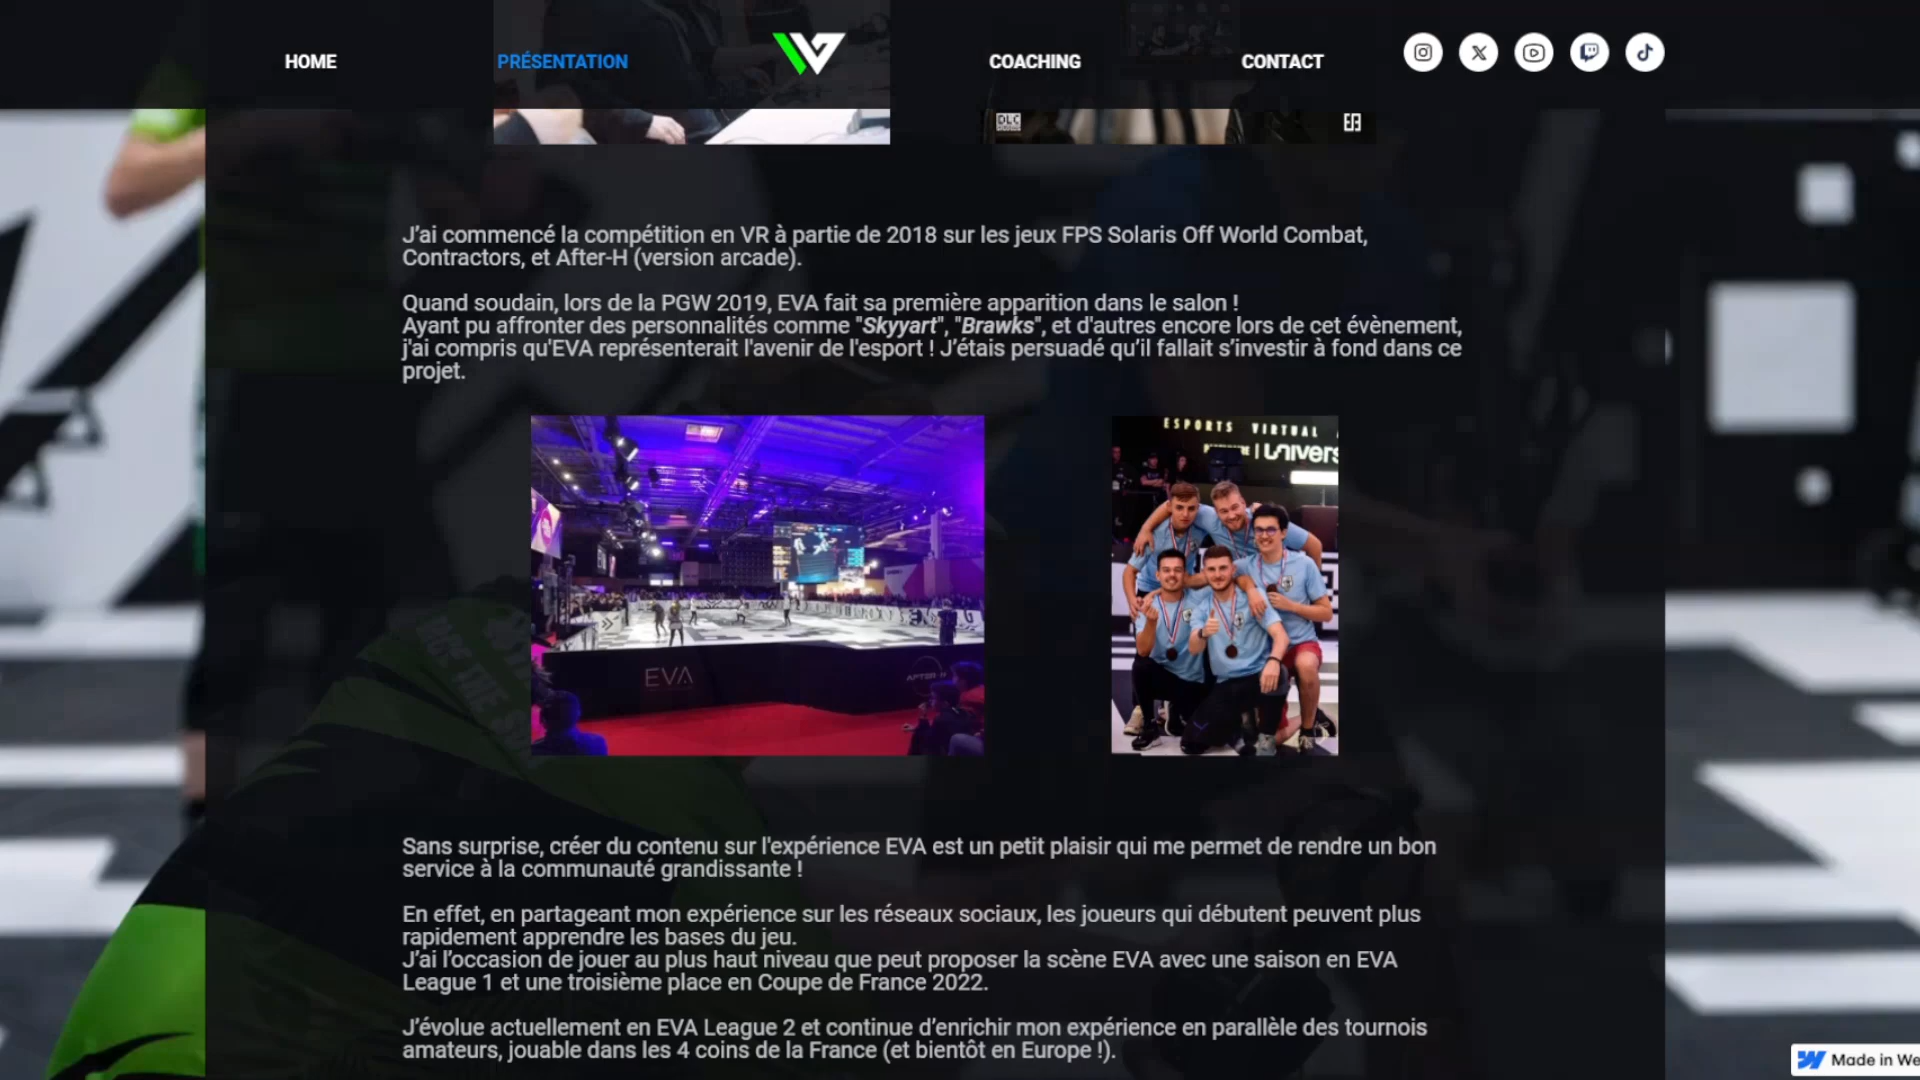 HOME
PRÉSENTATION
COACHING
CONTACT
DLC
J’ai commencé la compétition en VR à partie de 2018 sur les jeux FPS Solaris Off World Combat,
Contractors, et After-H (version arcade).
Quand soudain, lors de la PGW 2019, EVA fait sa première apparition dans le salon !
Ayant pu affronter des personnalités comme "Skyyart", "Brawks", et d'autres encore lors de cet évènement,
j'ai compris qu'EVA représenterait l'avenir de l'esport ! J’étais persuadé qu’il fallait s’investir à fond dans ce
projet.
ESPORTS VIRTUAL
Univers
EVA
AFTER-H
Sans surprise, créer du contenu sur l'expérience EVA est un petit plaisir qui me permet de rendre un bon
service à la communauté grandissante !
En effet, en partageant mon expérience sur les réseaux sociaux, les joueurs qui débutent peuvent plus
rapidement apprendre les bases du jeu.
J’ai l’occasion de jouer au plus haut niveau que peut proposer la scène EVA avec une saison en EVA
League 1 et une troisième place en Coupe de France 2022.
J’évolue actuellement en EVA League 2 et continue d’enrichir mon expérience en parallèle des tournois
amateurs, jouable dans les 4 coins de la France (et bientôt en Europe !).
Made in We